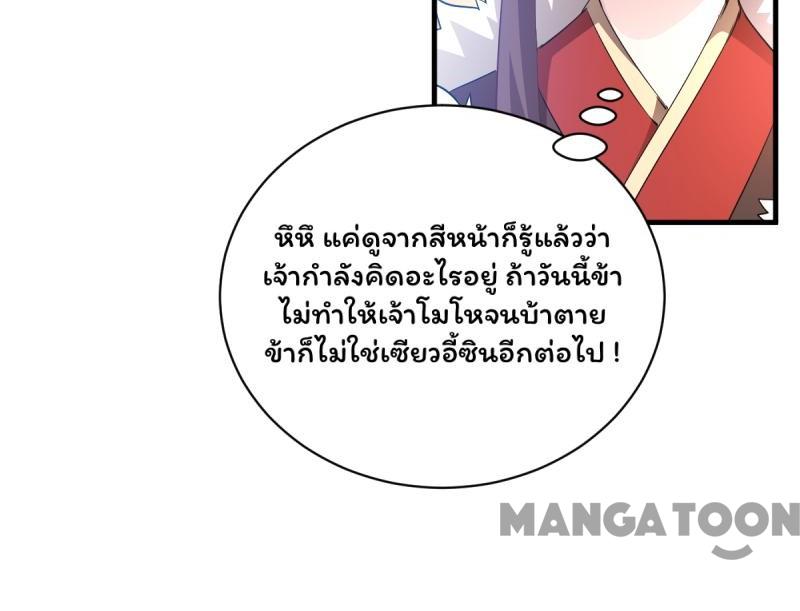 หึหึ แค่ดูจากสีหน้าก็รู้แล้วว่า
เจ้ากำลังคิดอะไรอยู่ ถ้าวันนี้ข้า
ไม่ทำให้เจ้าโมโหจนบ้าตาย
ข้าก็ไม่ใช่เซียวอี้ซินอีกต่อไป !
MANGATOON